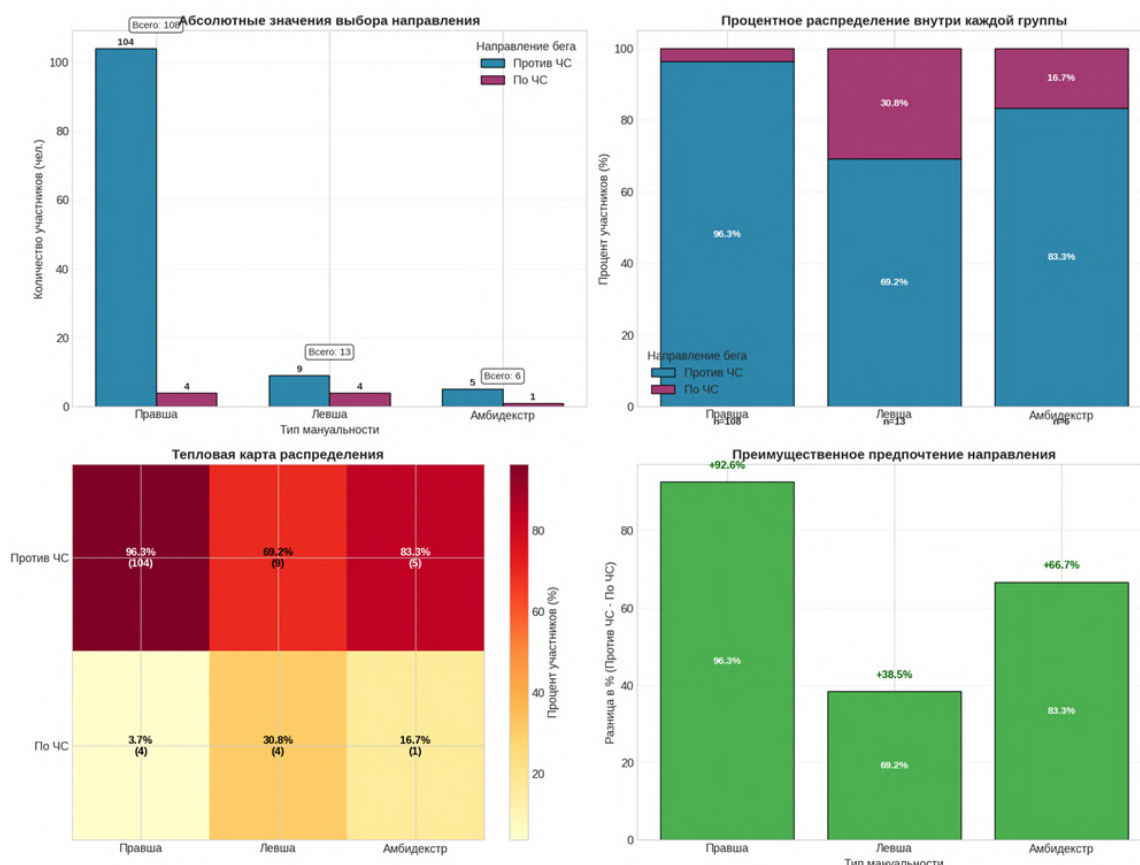 Абсолютные значения выбора направления
Всего: 108
104
4
Всего: 13
9
4
Всего: 6
5
1
Направление бега
Против ЧС
По ЧС
Количество участников (чел.)
100
80
60
40
20
0
Правша
Левша
Амбидекстр
Тип мануальности
Процентное распределение внутри каждой группы
Процент участников (%)
100
80
60
40
20
0
96.3%
30.8%
69.2%
16.7%
83.3%
Направление бега
Против ЧС
По ЧС
Правша
Левша
Амбидекстр
n=108
n=13
n=6
Тепловая карта распределения
Против ЧС
По ЧС
96.3%
(104)
69.2%
(9)
83.3%
(5)
3.7%
(4)
30.8%
(4)
16.7%
(1)
Правша
Левша
Амбидекстр
80
60
40
20
Процент участников (%)
Преимущественное предпочтение направления
Разница в % (Против ЧС - По ЧС)
80
60
40
20
0
+92.6%
96.3%
+38.5%
69.2%
+66.7%
83.3%
Правша
Левша
Амбидекстр
Тип мануальности